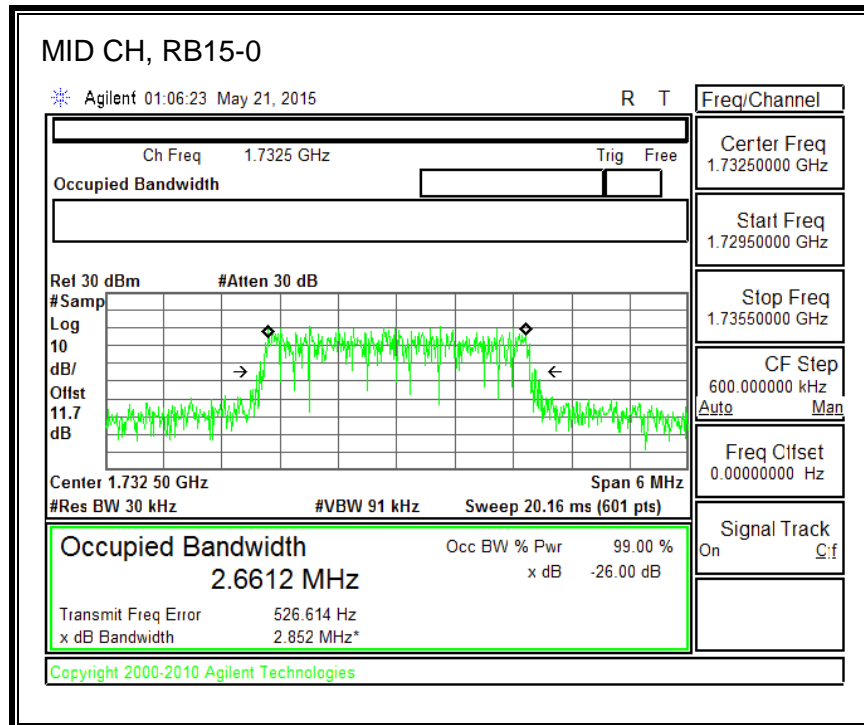 MID CH, RB15-0
Agilent 01:06:23 May 21, 2015 R T
Ch Freq 1.7325 GHz Trig Free
Occupied Bandwidth
Ref 30 dBm #Atten 30 dB
#Samp
Log
10
dB/
Offst
11.7
dB
Center 1.732 50 GHz Span 6 MHz
#Res BW 30 kHz #VBW 91 kHz Sweep 20.16 ms (601 pts)
Occupied Bandwidth Occ BW % Pwr 99.00 %
2.6612 MHz x dB -26.00 dB
Transmit Freq Error 526.614 Hz
x dB Bandwidth 2.852 MHz*
Copyright 2000-2010 Agilent Technologies
Freq/Channel
Center Freq
1.73250000 GHz
Start Freq
1.72950000 GHz
Stop Freq
1.73550000 GHz
CF Step
600.000000 kHz
Auto Man
Freq Offset
0.00000000 Hz
Signal Track
On Off